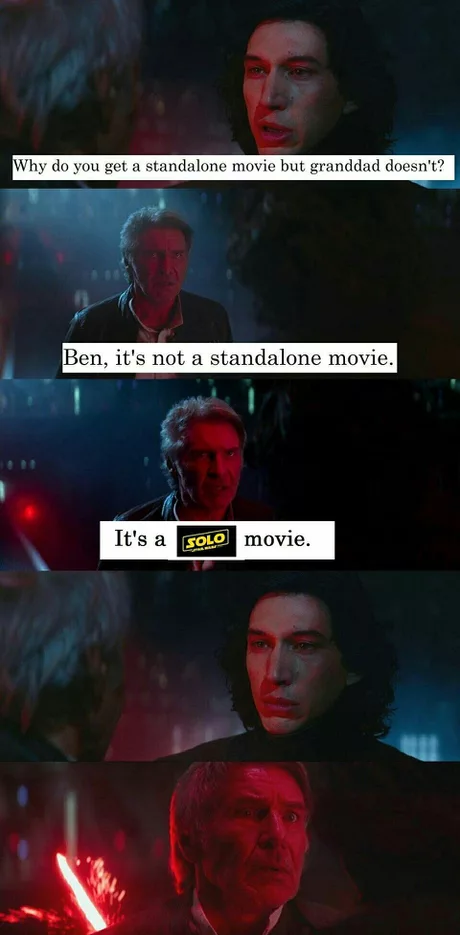 Why do you get a standalone movie but granddad doesn't?
Ben, it's not a standalone movie.
It's a SOLO movie.